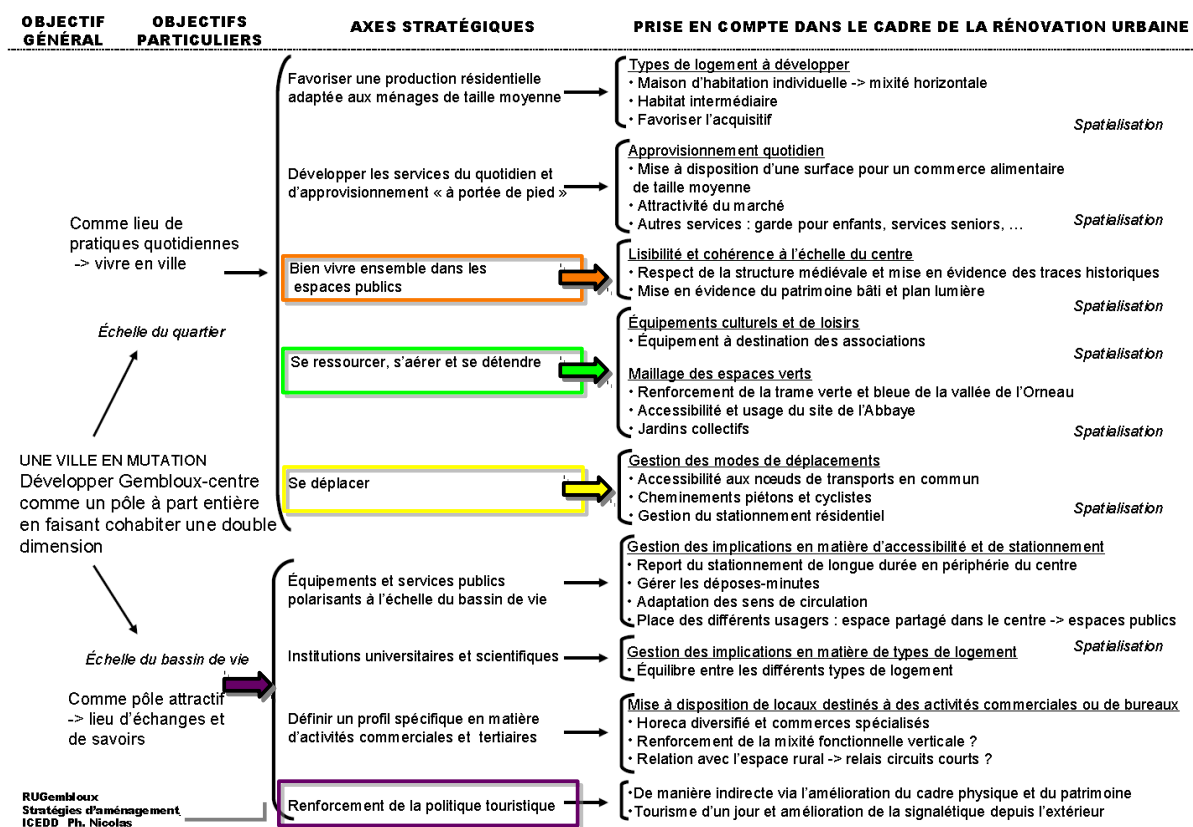 OBJECTIF
GÉNÉRAL
OBJECTIFS
PARTICULIERS
AXES STRATÉGIQUES
PRISE EN COMPTE DANS LE CADRE DE LA RÉNOVATION URBAINE
UNE VILLE EN MUTATION
Développer Gembloux-centre
comme un pôle à part entière
en faisant cohabiter une double
dimension
Échelle du quartier
Comme lieu de
pratiques quotidiennes
-> vivre en ville
Favoriser une production résidentielle
adaptée aux ménages de taille moyenne
Types de logement à développer
• Maison d'habitation individuelle -> mixité horizontale
• Habitat intermédiaire
• Favoriser l'acquisitif
Spatialisation
Développer les services du quotidien et
d'approvisionnement « à portée de pied »
Approvisionnement quotidien
• Mise à disposition d'une surface pour un commerce alimentaire
de taille moyenne
• Attractivité du marché
• Autres services : garde pour enfants, services seniors, …
Spatialisation
Bien vivre ensemble dans les
espaces publics
Lisibilité et cohérence à l'échelle du centre
• Respect de la structure médiévale et mise en évidence des traces historiques
• Mise en évidence du patrimoine bâti et plan lumière
Spatialisation
Se ressourcer, s'aérer et se détendre
Équipements culturels et de loisirs
• Équipement à destination des associations
Spatialisation
Maillage des espaces verts
• Renforcement de la trame verte et bleue de la vallée de l'Orneau
• Accessibilité et usage du site de l'Abbaye
• Jardins collectifs
Spatialisation
Se déplacer
Gestion des modes de déplacements
• Accessibilité aux nœuds de transports en commun
• Cheminements piétons et cyclistes
• Gestion du stationnement résidentiel
Spatialisation
Échelle du bassin de vie
Comme pôle attractif
-> lieu d'échanges et
de savoirs
Équipements et services publics
polarisants à l'échelle du bassin de vie
Gestion des implications en matière d'accessibilité et de stationnement
• Report du stationnement de longue durée en périphérie du centre
• Gérer les déposes-minutes
• Adaptation des sens de circulation
• Place des différents usagers : espace partagé dans le centre -> espaces publics
Spatialisation
Institutions universitaires et scientifiques
Gestion des implications en matière de types de logement
• Équilibre entre les différents types de logement
Définir un profil spécifique en matière
d'activités commerciales et tertiaires
Mise à disposition de locaux destinés à des activités commerciales ou de bureaux
• Horeca diversifié et commerces spécialisés
• Renforcement de la mixité fonctionnelle verticale ?
• Relation avec l'espace rural -> relais circuits courts ?
Renforcement de la politique touristique
• De manière indirecte via l'amélioration du cadre physique et du patrimoine
• Tourisme d'un jour et amélioration de la signalétique depuis l'extérieur
RUGembloux
Stratégies d'aménagement
ICEDD Ph. Nicolas